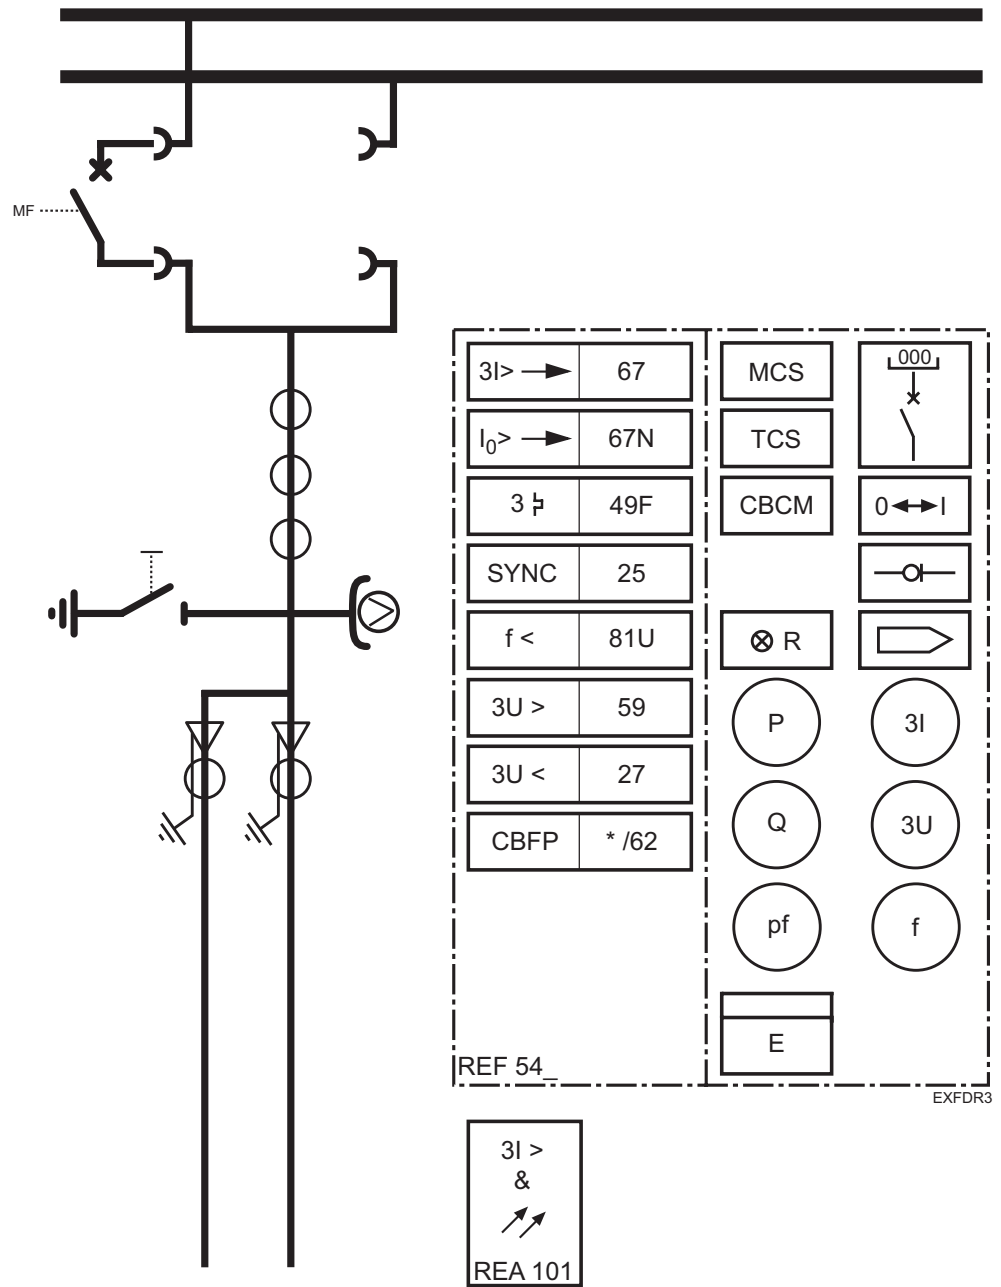 MF
3I> 67
I0> 67N
3 49F
SYNC 25
f < 81U
3U > 59
3U < 27
CBFP * /62
REF 54_
MCS
000
TCS
CBCM
0 I
R
P
3I
Q
3U
pf
f
E
EXFDR3
3I >
&
REA 101